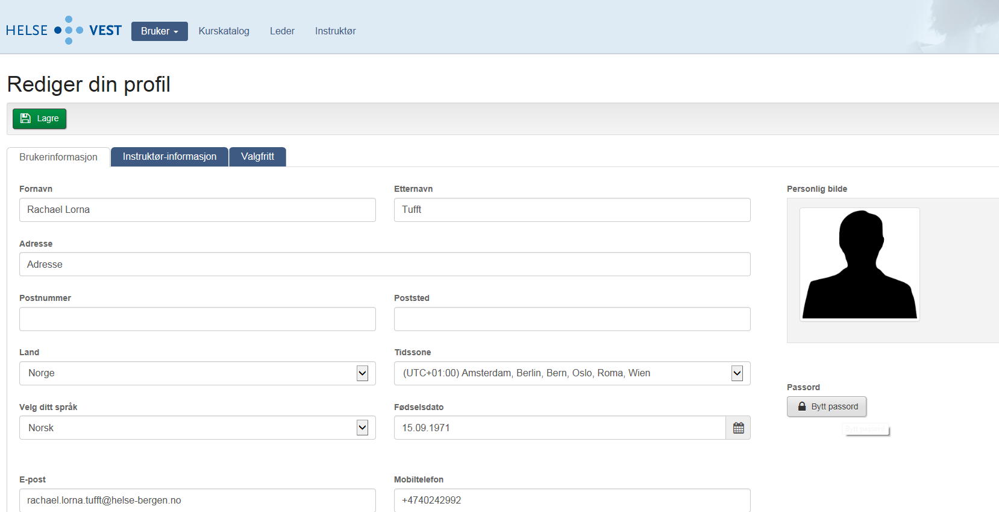 HELSE VEST Bruker Kurskatalog Leder Instruktør
Rediger din profil
Lagre
Brukerinformasjon Instruktør-informasjon Valgfritt
Fornavn Etternavn Personlig bilde
Rachael Lorna Tufft
Adresse
Adresse
Postnummer Poststed
Land Tidssone
Norge (UTC+01:00) Amsterdam, Berlin, Bern, Oslo, Roma, Wien
Passord
Velg ditt språk Fødselsdato Bytt passord
Norsk 15.09.1971
E-post Mobiltelefon
rachael.lorna.tufft@helse-bergen.no +4740242992